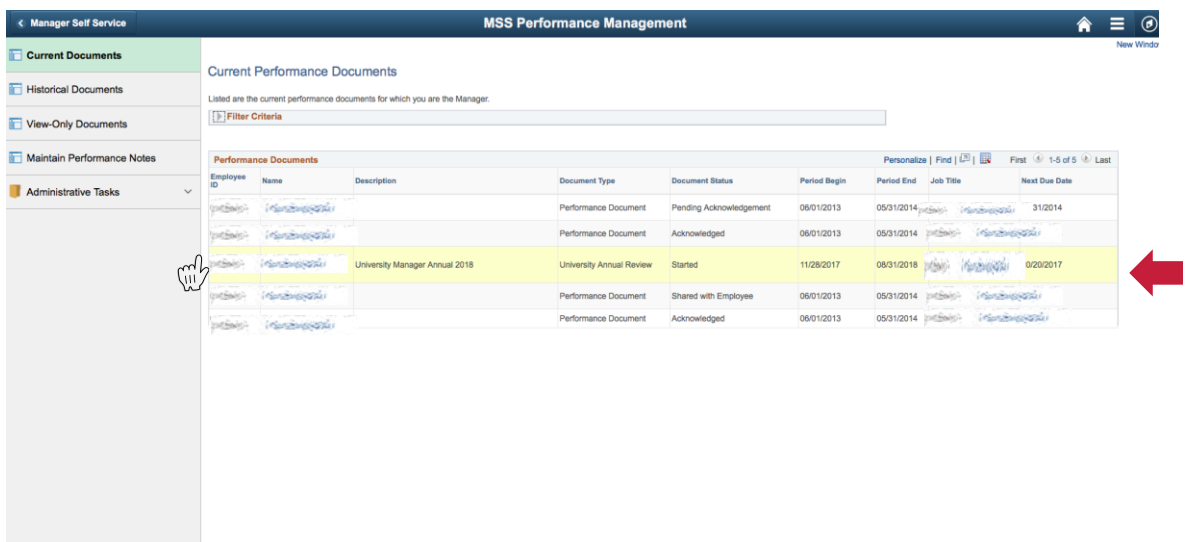 Manager Self Service
MSS Performance Management
New Windo
Current Documents
Historical Documents
View-Only Documents
Maintain Performance Notes
Administrative Tasks
Current Performance Documents
Listed are the current performance documents for which you are the Manager.
Filter Criteria
Performance Documents Personalize | Find | | First 1-5 of 5 Last
Employee ID Name Description Document Type Document Status Period Begin Period End Job Title Next Due Date
Performance Document Pending Acknowledgement 06/01/2013 05/31/2014 31/2014
Performance Document Acknowledged 06/01/2013 05/31/2014
University Manager Annual 2018 University Annual Review Started 11/28/2017 08/31/2018 0/20/2017
Performance Document Shared with Employee 06/01/2013 05/31/2014
Performance Document Acknowledged 06/01/2013 05/31/2014